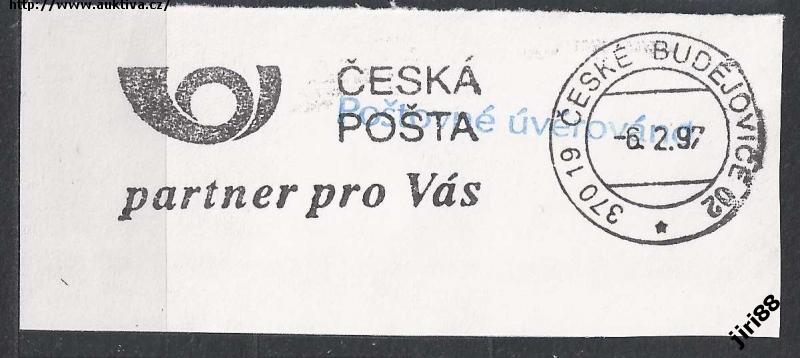 http://www.auktiva.cz/
ČESKÁ
POŠTA
Poštovné úvěrováno
partner pro Vás
370 19 ČESKÉ BUDĚJOVICE 02
-6.2.97
jiri88